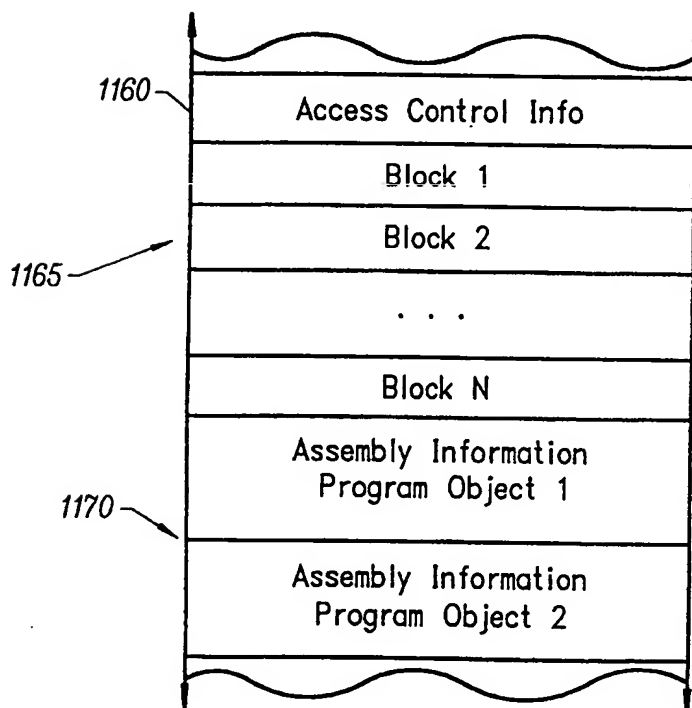 1160
Access Control Info
Block 1
Block 2
1165
. . .
Block N
Assembly Information
Program Object 1
1170
Assembly Information
Program Object 2